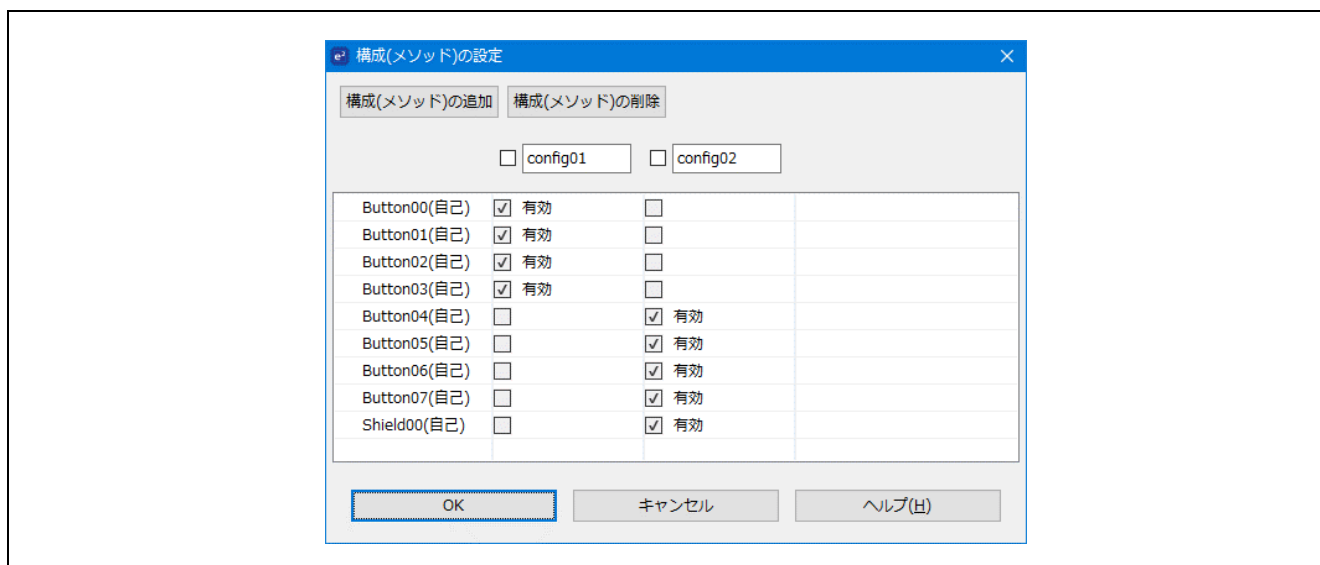 e² 構成(メソッド)の設定
構成(メソッド)の追加 構成(メソッド)の削除
config01 config02
Button00(自己) 有効
Button01(自己) 有効
Button02(自己) 有効
Button03(自己) 有効
Button04(自己) 有効
Button05(自己) 有効
Button06(自己) 有効
Button07(自己) 有効
Shield00(自己) 有効
OK キャンセル ヘルプ(H)